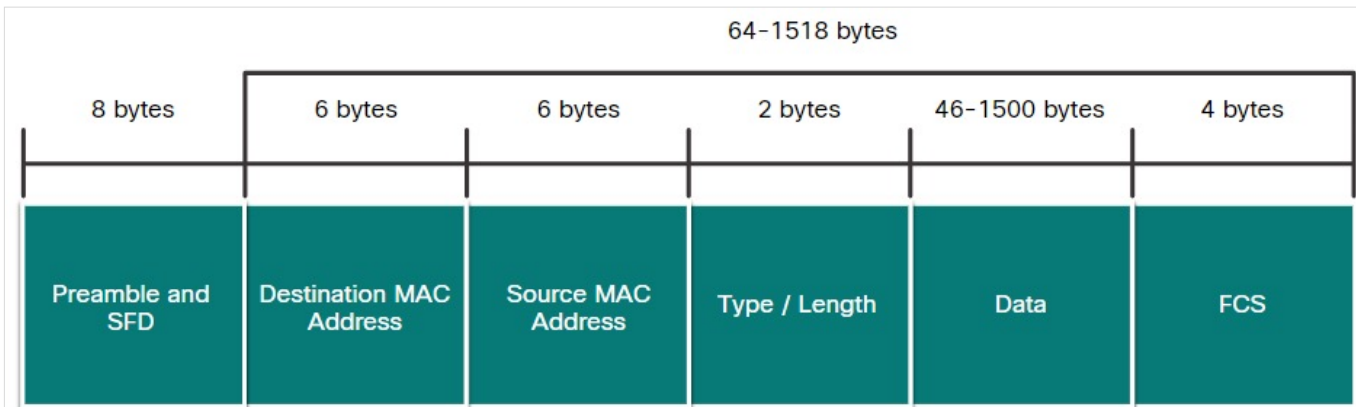 64-1518 bytes
8 bytes
6 bytes
6 bytes
2 bytes
46-1500 bytes
4 bytes
Preamble and
SFD
Destination MAC
Address
Source MAC
Address
Type / Length
Data
FCS